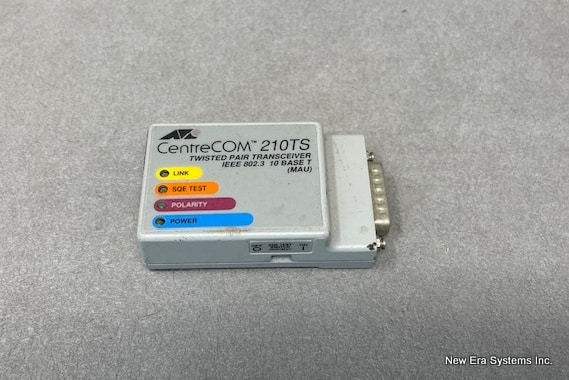 CentreCOM™ 210TS
TWISTED PAIR TRANSCEIVER
IEEE 802.3 10 BASE T
(MAU)
LINK
SQE TEST
POLARITY
POWER
New Era Systems Inc.